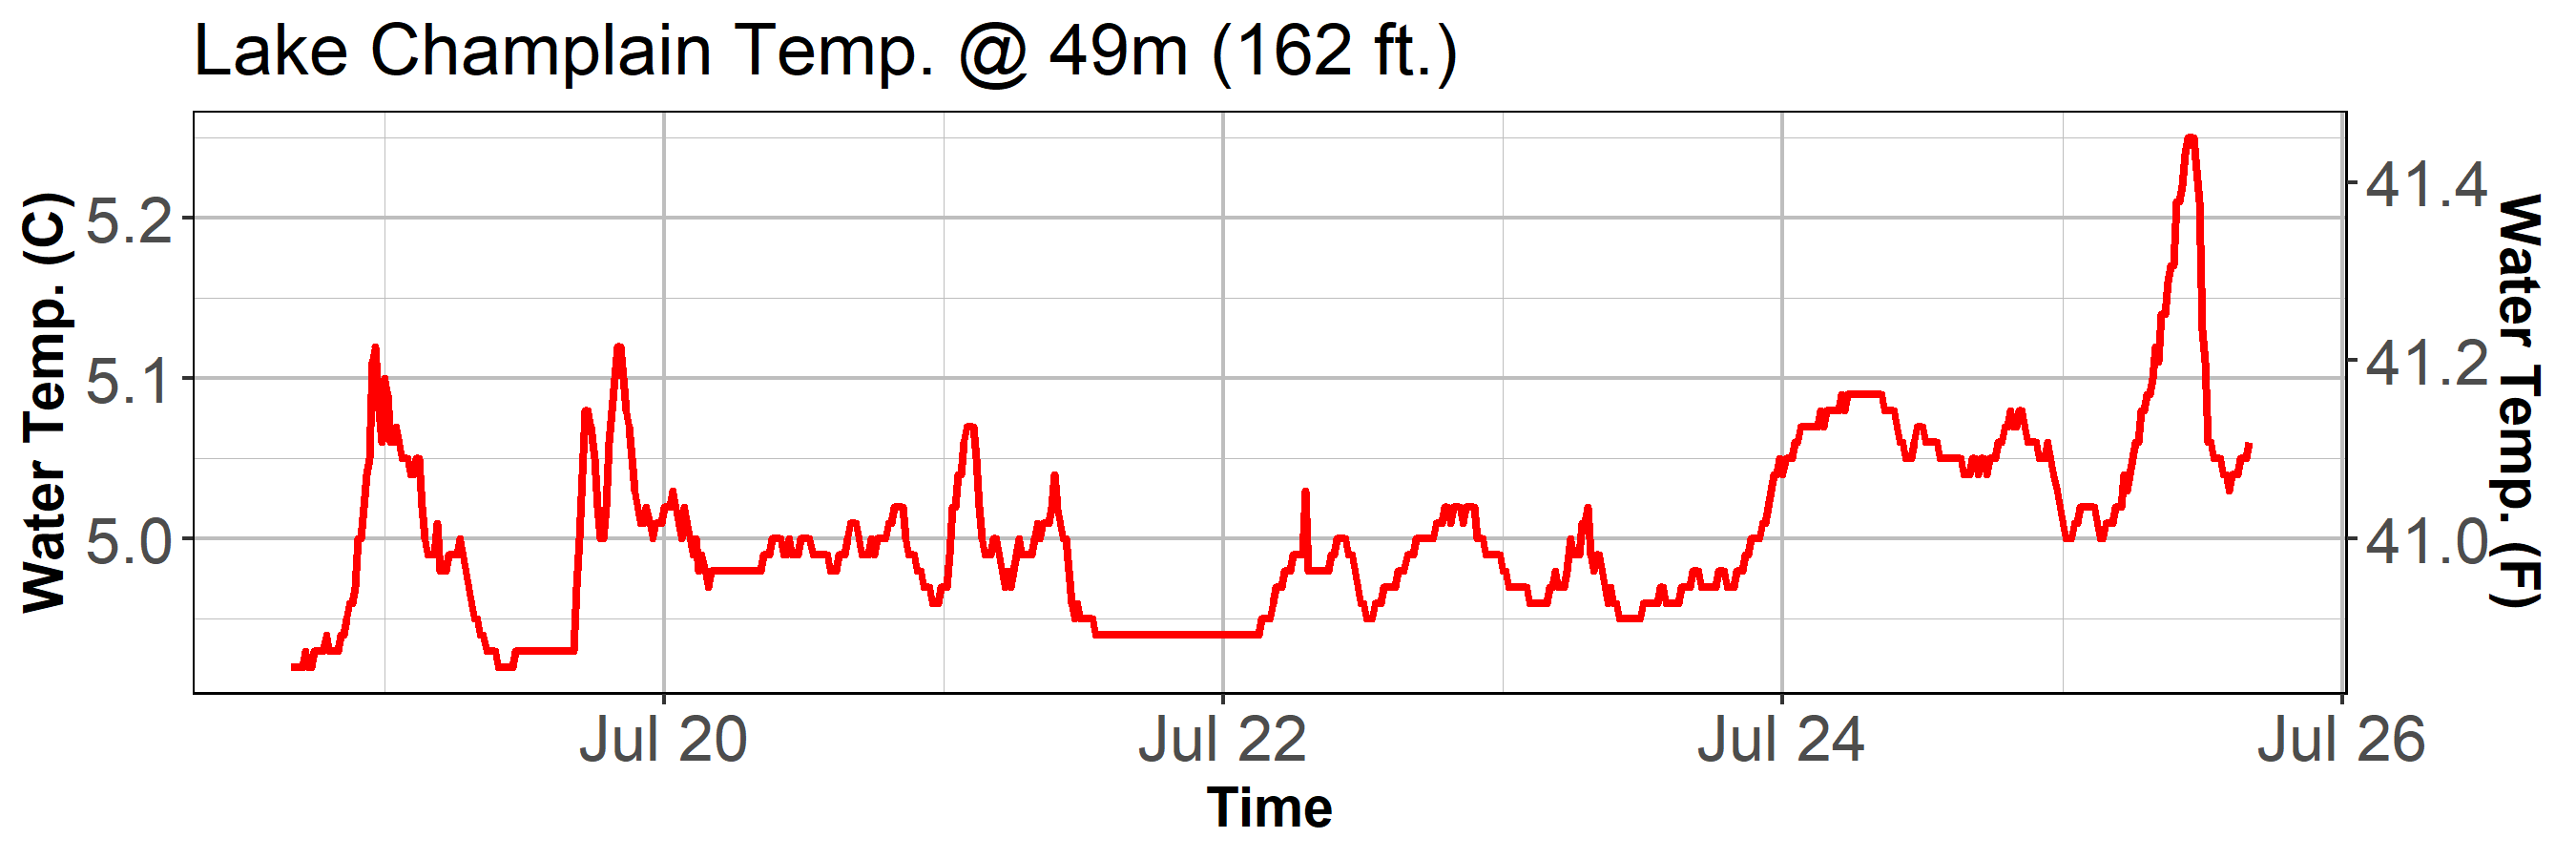 Lake Champlain Temp. @ 49m (162 ft.)
Water Temp. (C)
5.2
5.1
5.0
41.4
41.2
41.0
Water Temp. (F)
Jul 20 Jul 22 Jul 24 Jul 26
Time